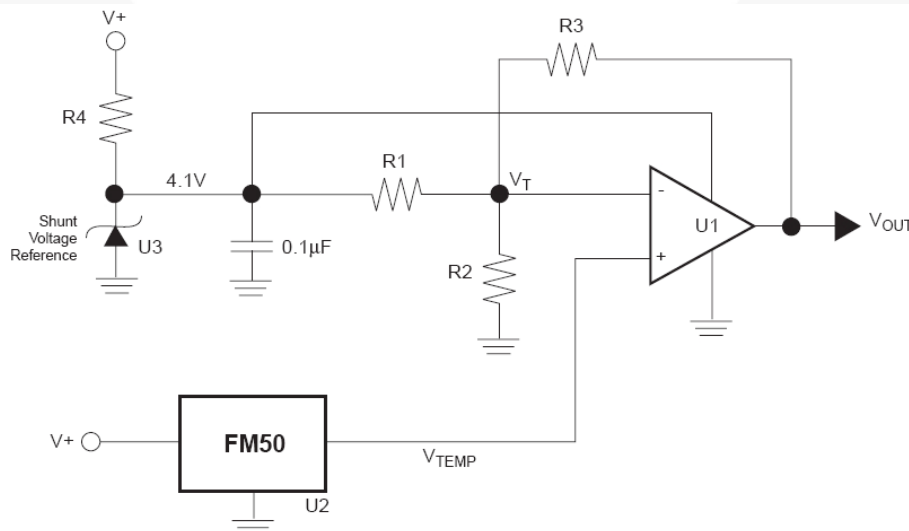 V+
R3
R4
4.1V
R1
VT
-
U1
VOUT
Shunt
Voltage
Reference
U3
0.1µF
R2
+
V+
FM50
VTEMP
U2